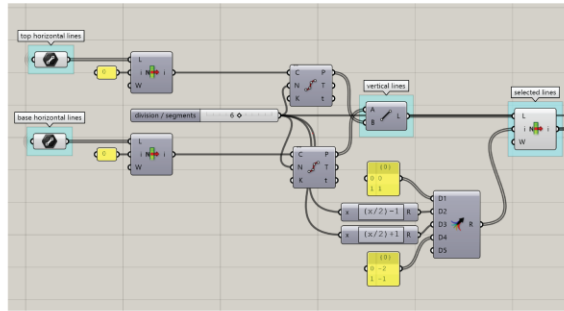 top horizontal lines
L
0
i N i
W
C P
N T
K t
vertical lines
A
B L
selected lines
L
i N i
W
base horizontal lines
division / segments 6
L
0
i N i
W
C P
N T
K t
{0}
0 0
1 1
x (x/2)-1 R
x (x/2)+1 R
{0}
0 -2
1 -1
D1
D2
D3 R
D4
D5